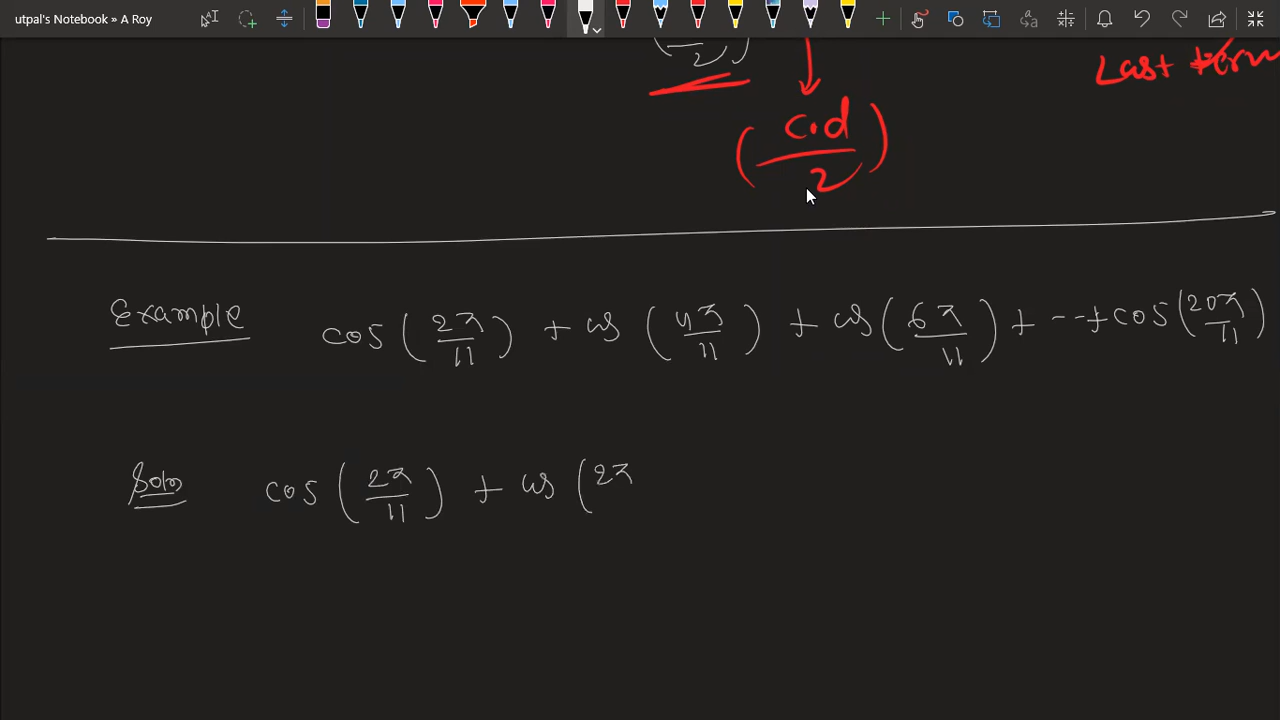 utpal's Notebook » A Roy
2
Last term
(c.d/2)
Example cos(2π/11) + cos(4π/11) + cos(6π/11) + --+ cos(20π/11)
Soln cos(2π/11) + cos(2π